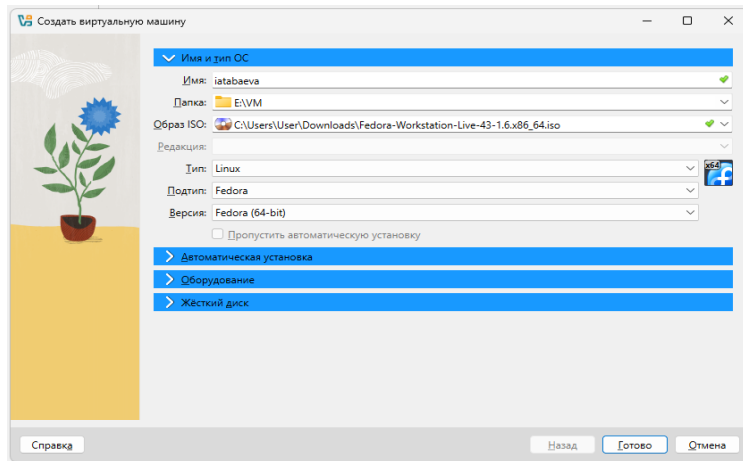 Создать виртуальную машину
Имя и тип ОС
Имя: iatabaeva
Папка: E:\VM
Образ ISO: C:\Users\User\Downloads\Fedora-Workstation-Live-43-1.6.x86_64.iso
Редакция:
Тип: Linux
x64
Подтип: Fedora
Версия: Fedora (64-bit)
Пропустить автоматическую установку
Автоматическая установка
Оборудование
Жёсткий диск
Справка Назад Готово Отмена